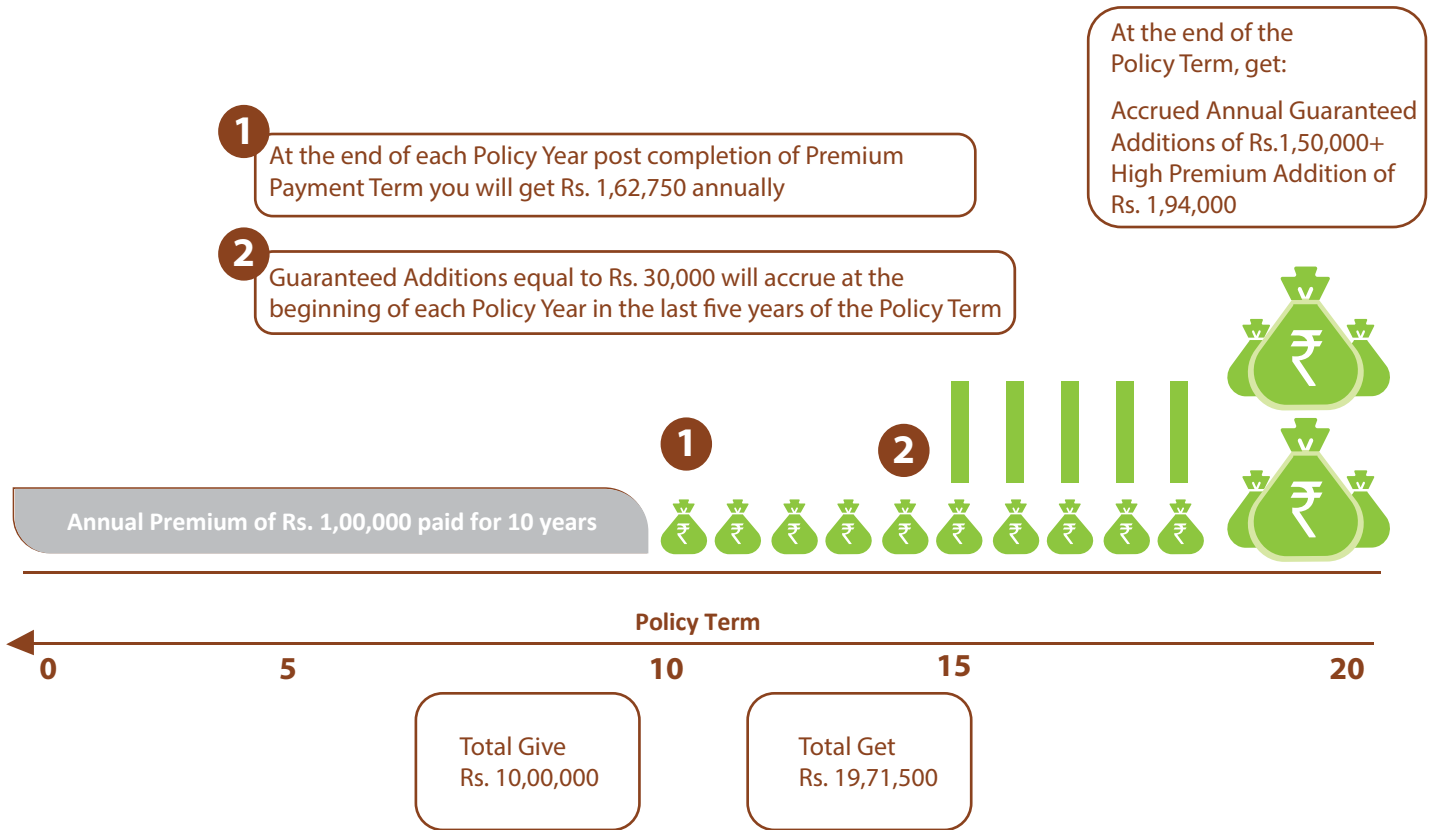 At the end of the
Policy Term, get:
Accrued Annual Guaranteed
Additions of Rs.1,50,000+
High Premium Addition of
Rs. 1,94,000
1
At the end of each Policy Year post completion of Premium
Payment Term you will get Rs. 1,62,750 annually
2
Guaranteed Additions equal to Rs. 30,000 will accrue at the
beginning of each Policy Year in the last five years of the Policy Term
1
2
₹
₹
Annual Premium of Rs. 1,00,000 paid for 10 years
₹ ₹ ₹ ₹ ₹ ₹ ₹ ₹ ₹ ₹
Policy Term
0 5 10 15 20
Total Give
Rs. 10,00,000
Total Get
Rs. 19,71,500